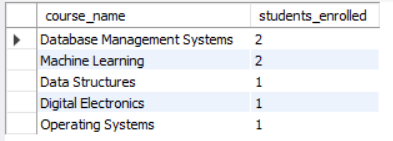 course_name students_enrolled
Database Management Systems 2
Machine Learning 2
Data Structures 1
Digital Electronics 1
Operating Systems 1